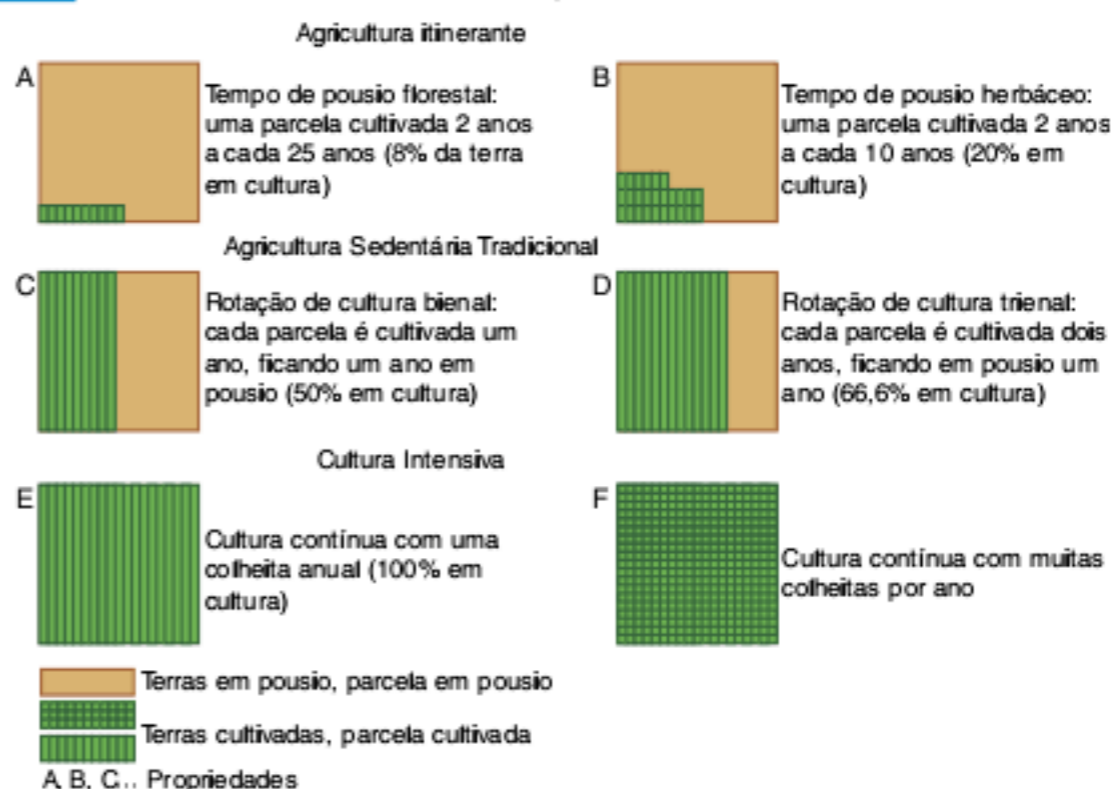 Agricultura itinerante
A
Tempo de pousio florestal:
uma parcela cultivada 2 anos
a cada 25 anos (8% da terra
em cultura)
B
Tempo de pousio herbáceo:
uma parcela cultivada 2 anos
a cada 10 anos (20% em
cultura)
Agricultura Sedentária Tradicional
C
Rotação de cultura bienal:
cada parcela é cultivada um
ano, ficando um ano em
pousio (50% em cultura)
D
Rotação de cultura trienal:
cada parcela é cultivada dois
anos, ficando em pousio um
ano (66,6% em cultura)
Cultura Intensiva
E
Cultura contínua com uma
colheita anual (100% em
cultura)
F
Cultura contínua com muitas
colheitas por ano
Terras em pousio, parcela em pousio
Terras cultivadas, parcela cultivada
A, B, C... Propriedades